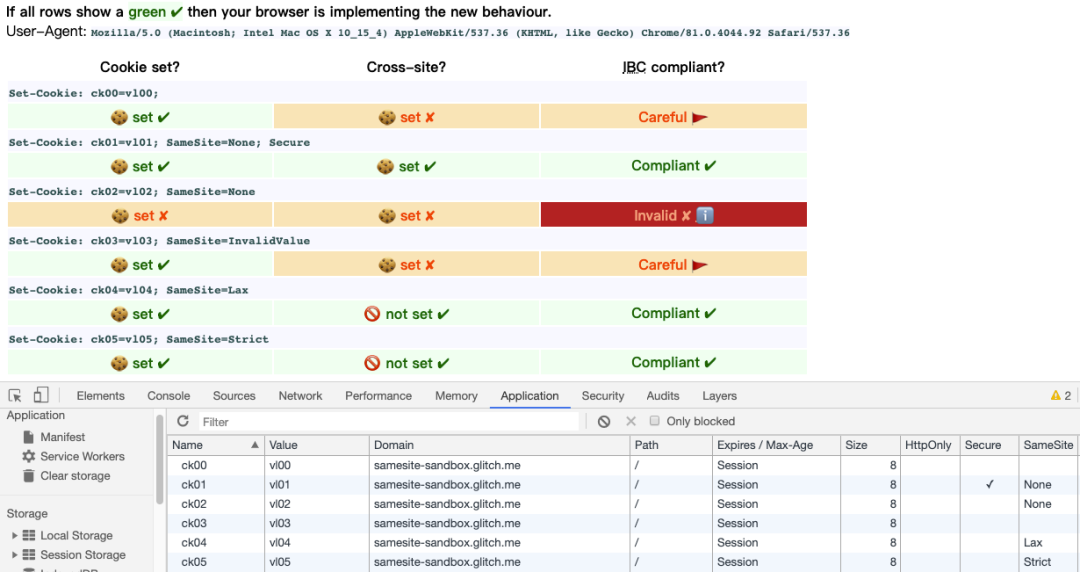 If all rows show a green ✔ then your browser is implementing the new behaviour.
User-Agent: Mozilla/5.0 (Macintosh; Intel Mac OS X 10_15_4) AppleWebKit/537.36 (KHTML, like Gecko) Chrome/81.0.4044.92 Safari/537.36
Cookie set? Cross-site? IBC compliant?
Set-Cookie: ck00=vl00;
🍪 set ✔ 🍪 set ✘ Careful 🚩
Set-Cookie: ck01=vl01; SameSite=None; Secure
🍪 set ✔ 🍪 set ✔ Compliant ✔
Set-Cookie: ck02=vl02; SameSite=None
🍪 set ✘ 🍪 set ✘ Invalid ✘ ℹ️
Set-Cookie: ck03=vl03; SameSite=InvalidValue
🍪 set ✔ 🍪 set ✘ Careful 🚩
Set-Cookie: ck04=vl04; SameSite=Lax
🍪 set ✔ 🚫 not set ✔ Compliant ✔
Set-Cookie: ck05=vl05; SameSite=Strict
🍪 set ✔ 🚫 not set ✔ Compliant ✔
Elements Console Sources Network Performance Memory Application Security Audits Layers 2
Application
Manifest
Service Workers
Clear storage
Storage
Local Storage
Session Storage
Filter Only blocked
Name Value Domain Path Expires / Max-Age Size HttpOnly Secure SameSite
ck00 vl00 samesite-sandbox.glitch.me / Session 8
ck01 vl01 samesite-sandbox.glitch.me / Session 8 ✓ None
ck02 vl02 samesite-sandbox.glitch.me / Session 8 None
ck03 vl03 samesite-sandbox.glitch.me / Session 8
ck04 vl04 samesite-sandbox.glitch.me / Session 8 Lax
ck05 vl05 samesite-sandbox.glitch.me / Session 8 Strict